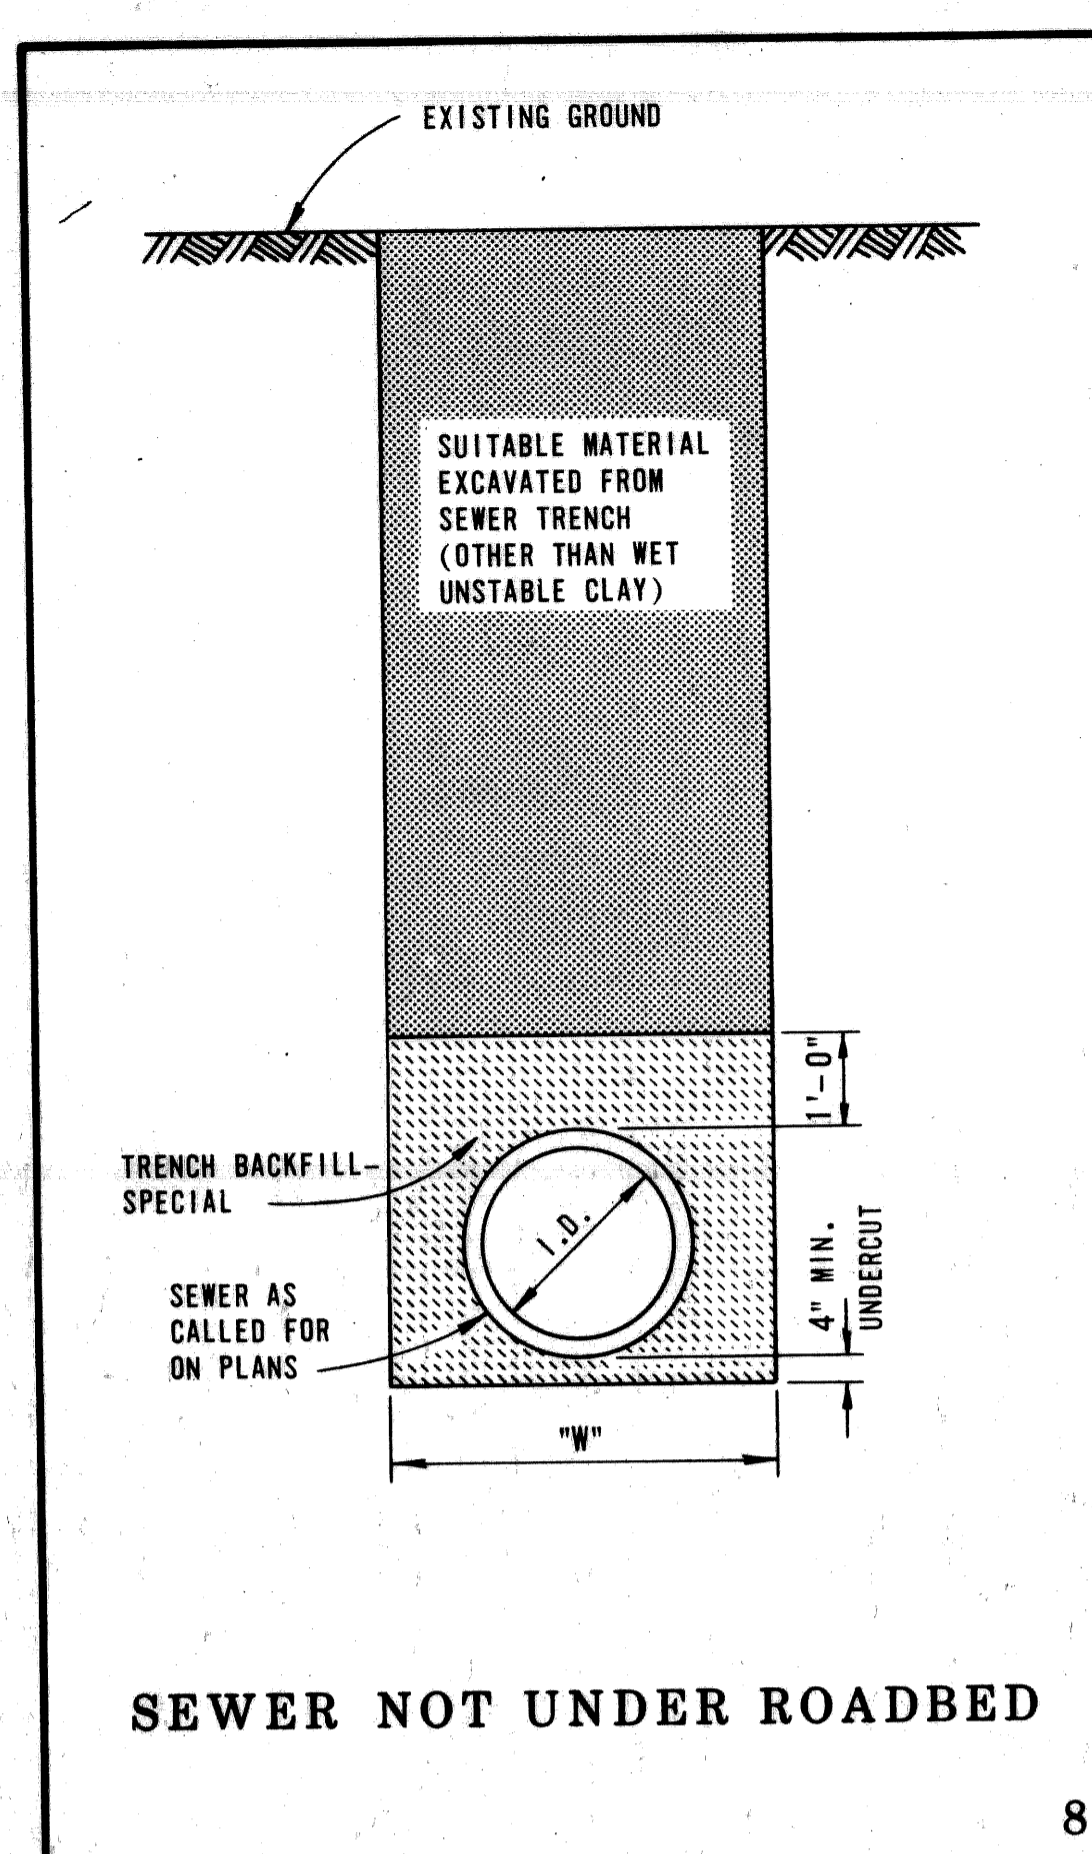 EXISTING GROUND
SUITABLE MATERIAL
EXCAVATED FROM
SEWER TRENCH
(OTHER THAN WET
UNSTABLE CLAY)
1'-0"
TRENCH BACKFILL-
SPECIAL
I.D.
4" MIN.
UNDERCUT
SEWER AS
CALLED FOR
ON PLANS
"W"
SEWER NOT UNDER ROADBED
8